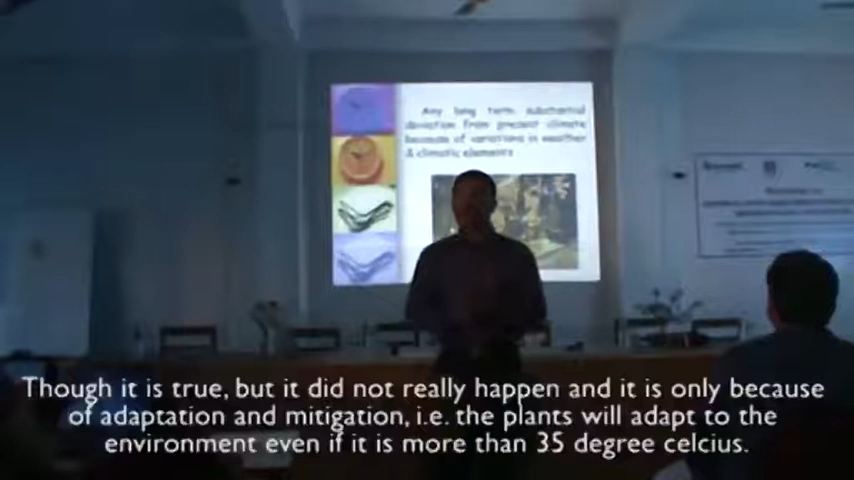 Any long term substantial
deviation from present climate
because of variations in weather
& climatic elements
Though it is true, but it did not really happen and it is only because
of adaptation and mitigation, i.e. the plants will adapt to the
environment even if it is more than 35 degree celcius.